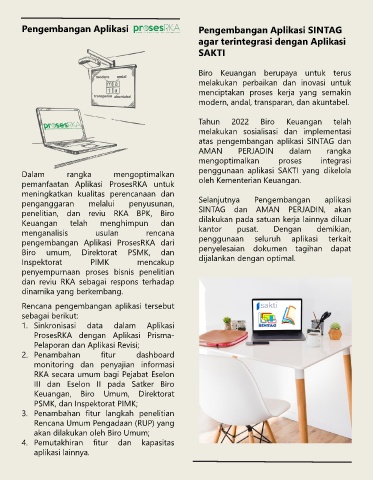 Pengembangan Aplikasi prosesRKA
modern andal
transparan akuntabel
prosesRKA
Dalam rangka mengoptimalkan
pemanfaatan Aplikasi ProsesRKA untuk
meningkatkan kualitas perencanaan dan
penganggaran melalui penyusunan,
penelitian, dan reviu RKA BPK, Biro
Keuangan telah menghimpun dan
menganalisis usulan rencana
pengembangan Aplikasi ProsesRKA dari
Biro umum, Direktorat PSMK, dan
Inspektorat PIMK mencakup
penyempurnaan proses bisnis penelitian
dan reviu RKA sebagai respons terhadap
dinamika yang berkembang.
Rencana pengembangan aplikasi tersebut
sebagai berikut:
1. Sinkronisasi data dalam Aplikasi
ProsesRKA dengan Aplikasi Prisma-
Pelaporan dan Aplikasi Revisi;
2. Penambahan fitur dashboard
monitoring dan penyajian informasi
RKA secara umum bagi Pejabat Eselon
III dan Eselon II pada Satker Biro
Keuangan, Biro Umum, Direktorat
PSMK, dan Inspektorat PIMK;
3. Penambahan fitur langkah penelitian
Rencana Umum Pengadaan (RUP) yang
akan dilakukan oleh Biro Umum;
4. Pemutakhiran fitur dan kapasitas
aplikasi lainnya.
Pengembangan Aplikasi SINTAG
agar terintegrasi dengan Aplikasi
SAKTI
Biro Keuangan berupaya untuk terus
melakukan perbaikan dan inovasi untuk
menciptakan proses kerja yang semakin
modern, andal, transparan, dan akuntabel.
Tahun 2022 Biro Keuangan telah
melakukan sosialisasi dan implementasi
atas pengembangan aplikasi SINTAG dan
AMAN PERJADIN dalam rangka
mengoptimalkan proses integrasi
penggunaan aplikasi SAKTI yang dikelola
oleh Kementerian Keuangan.
Selanjutnya Pengembangan aplikasi
SINTAG dan AMAN PERJADIN, akan
dilakukan pada satuan kerja lainnya diluar
kantor pusat. Dengan demikian,
penggunaan seluruh aplikasi terkait
penyelesaian dokumen tagihan dapat
dijalankan dengan optimal.
sakti
SINTAG